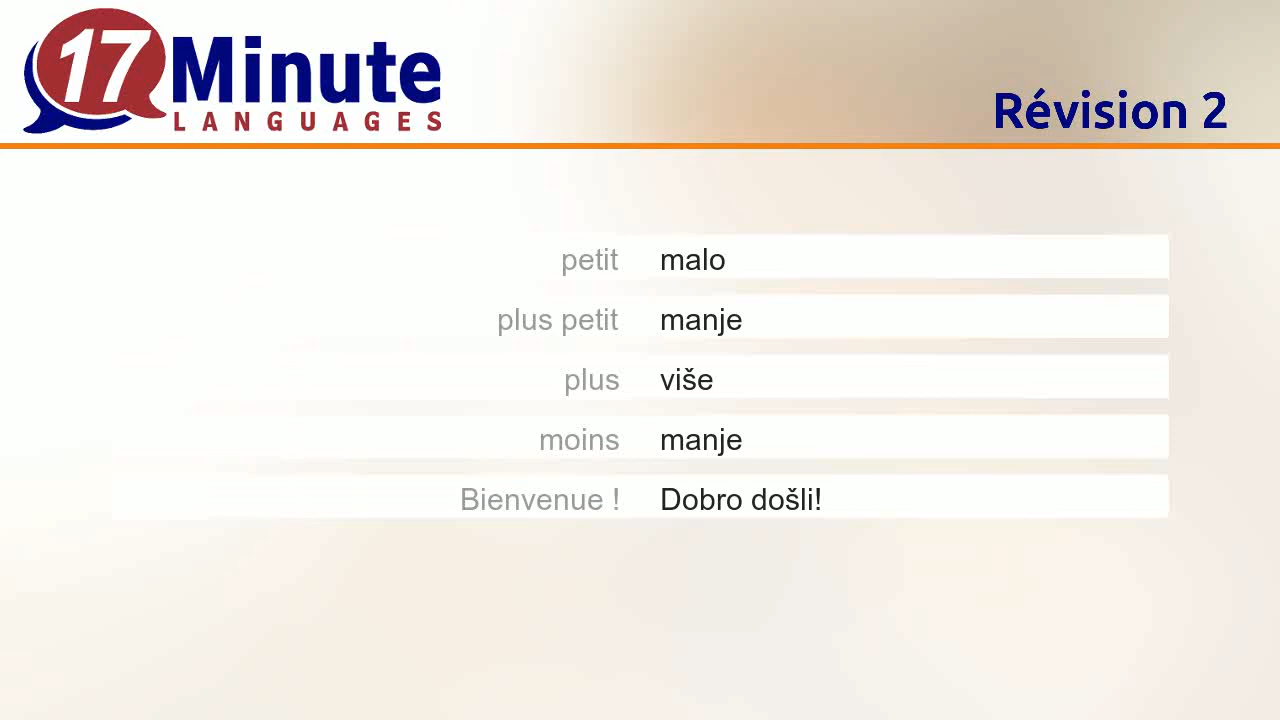 17 Minute
LANGUAGES
Révision 2
petit malo
plus petit manje
plus više
moins manje
Bienvenue ! Dobro došli!